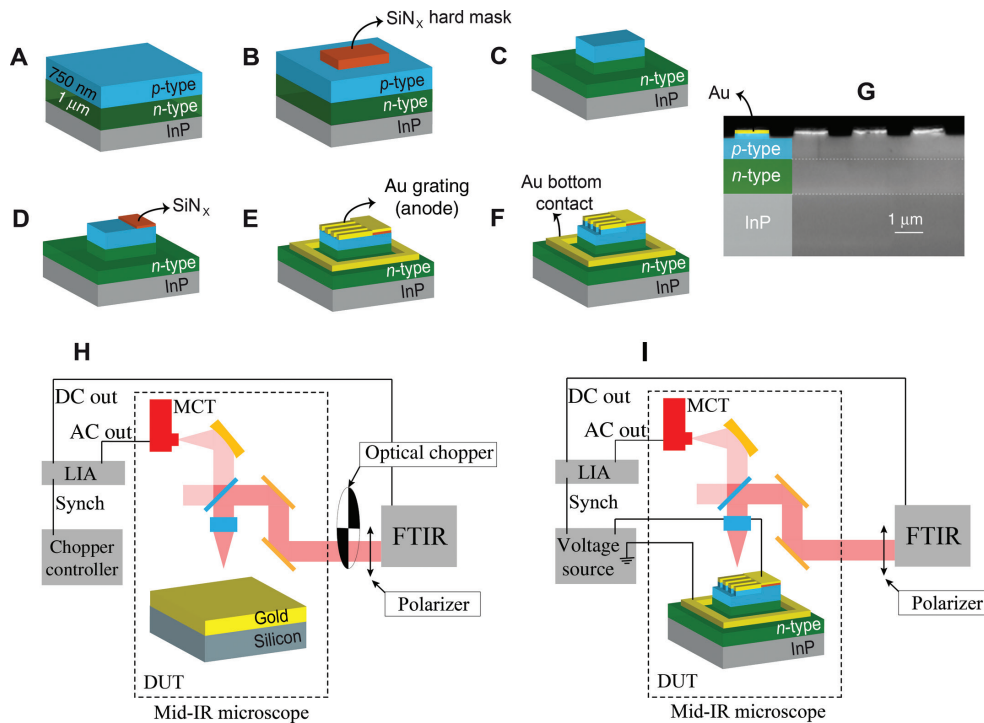 A
750 nm
1 μm
p-type
n-type
InP
B
SiNX hard mask
p-type
n-type
InP
C
n-type
InP
D
SiNX
n-type
InP
E
Au grating
(anode)
n-type
InP
F
Au bottom
contact
n-type
InP
G
Au
p-type
n-type
InP
1 μm
H
DC out
MCT
AC out
LIA
Synch
Chopper
controller
Optical chopper
FTIR
Polarizer
Gold
Silicon
DUT
Mid-IR microscope
I
DC out
MCT
AC out
LIA
Synch
Voltage
source
FTIR
Polarizer
n-type
InP
DUT
Mid-IR microscope